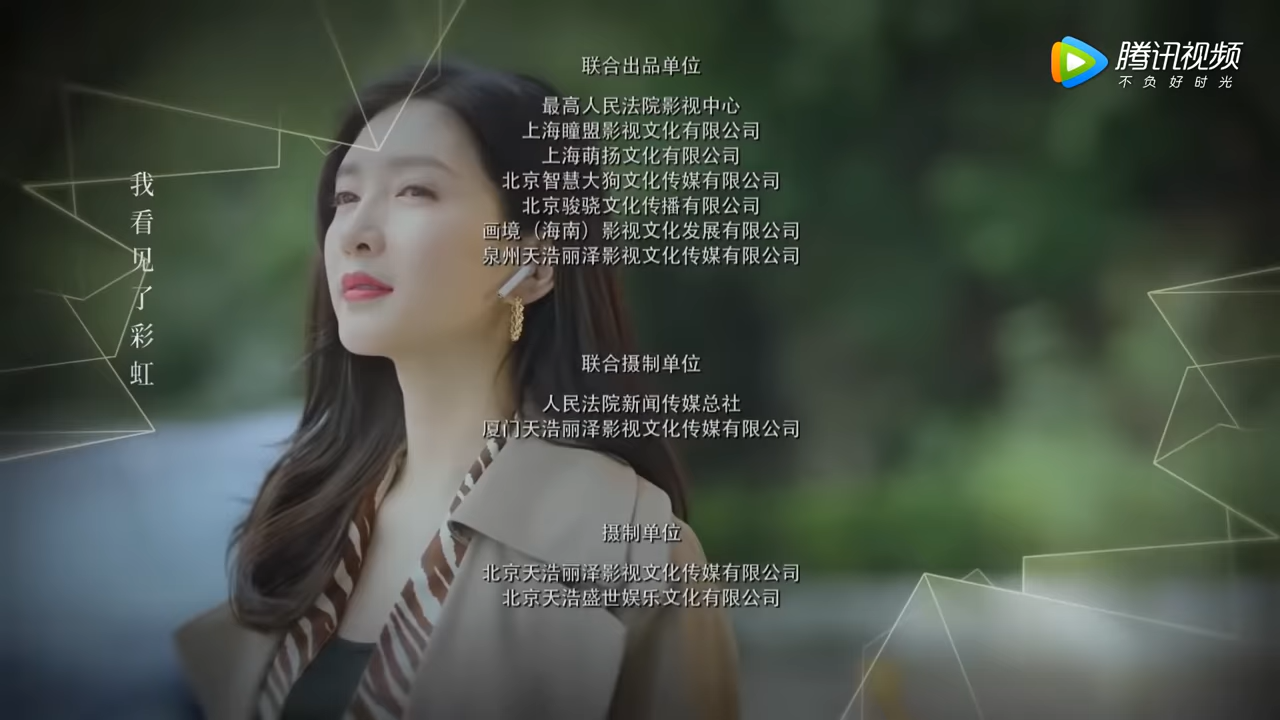 腾讯视频
不负好时光
我看见了彩虹
联合出品单位
最高人民法院影视中心
上海瞳盟影视文化有限公司
上海萌扬文化有限公司
北京智慧大狗文化传媒有限公司
北京骏骁文化传播有限公司
画境（海南）影视文化发展有限公司
泉州天浩丽泽影视文化传媒有限公司
联合摄制单位
人民法院新闻传媒总社
厦门天浩丽泽影视文化传媒有限公司
摄制单位
北京天浩丽泽影视文化传媒有限公司
北京天浩盛世娱乐文化有限公司